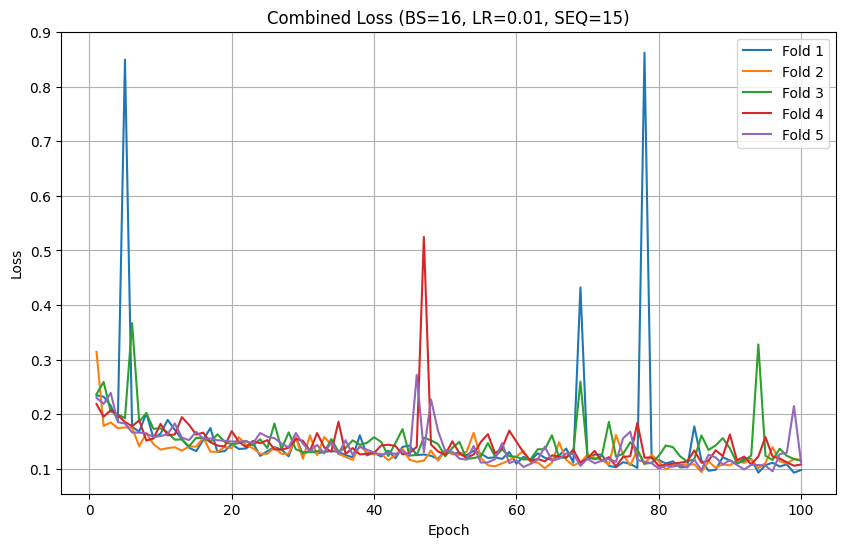 Combined Loss (BS=16, LR=0.01, SEQ=15)
0.9
0.8
0.7
0.6
0.5
0.4
0.3
0.2
0.1
Loss
Fold 1
Fold 2
Fold 3
Fold 4
Fold 5
0 20 40 60 80 100
Epoch